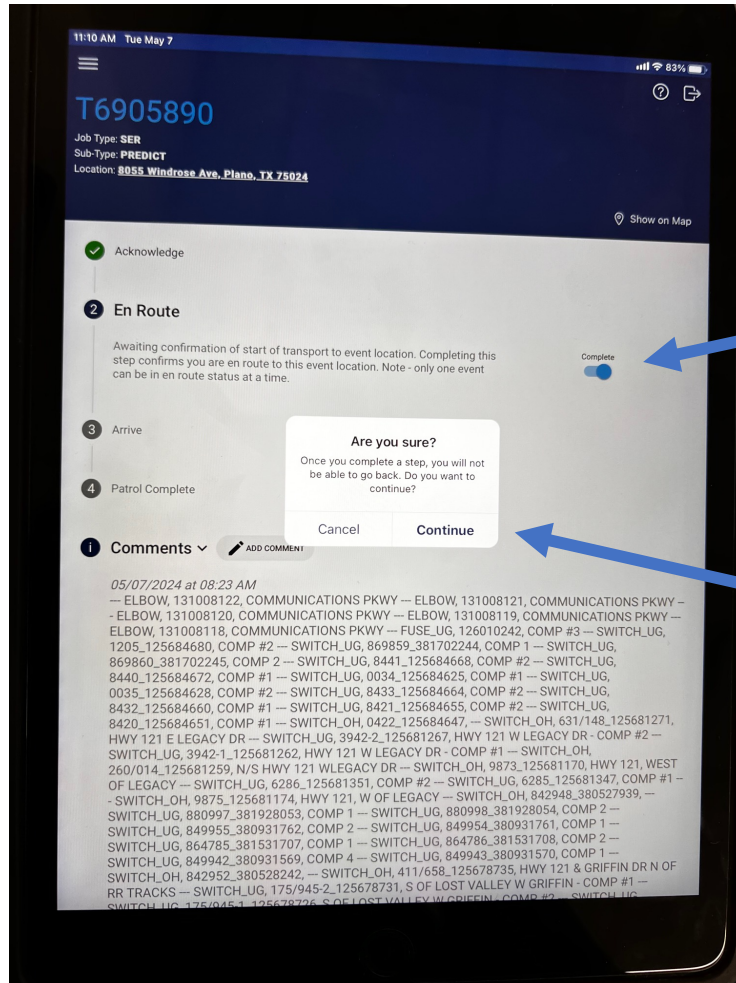 11:10 AM Tue May 7
83%
T6905890
Job Type: SER
Sub-Type: PREDICT
Location: 8055 Windrose Ave, Plano, TX 75024
Show on Map
Acknowledge
2 En Route
Awaiting confirmation of start of transport to event location. Completing this
step confirms you are en route to this event location. Note - only one event
can be in en route status at a time.
Complete
3 Arrive
Are you sure?
Once you complete a step, you will not
be able to go back. Do you want to
continue?
Cancel Continue
4 Patrol Complete
i Comments ADD COMMENT
05/07/2024 at 08:23 AM
--- ELBOW, 131008122, COMMUNICATIONS PKWY --- ELBOW, 131008121, COMMUNICATIONS PKWY --
- ELBOW, 131008120, COMMUNICATIONS PKWY --- ELBOW, 131008119, COMMUNICATIONS PKWY ---
ELBOW, 131008118, COMMUNICATIONS PKWY --- FUSE_UG, 126010242, COMP #3 --- SWITCH_UG,
1205_125684680, COMP #2 --- SWITCH_UG, 869859_381702244, COMP 1 --- SWITCH_UG,
869860_381702245, COMP 2 --- SWITCH_UG, 8441_125684668, COMP #2 --- SWITCH_UG,
8440_125684672, COMP #1 --- SWITCH_UG, 0034_125684625, COMP #1 --- SWITCH_UG,
0035_125684628, COMP #2 --- SWITCH_UG, 8433_125684664, COMP #2 --- SWITCH_UG,
8432_125684660, COMP #1 --- SWITCH_UG, 8421_125684655, COMP #2 --- SWITCH_UG,
8420_125684651, COMP #1 --- SWITCH_OH, 0422_125684647, --- SWITCH_OH, 631/148_125681271,
HWY 121 E LEGACY DR --- SWITCH_UG, 3942-2_125681267, HWY 121 W LEGACY DR - COMP #2 ---
SWITCH_UG, 3942-1_125681262, HWY 121 W LEGACY DR - COMP #1 --- SWITCH_OH,
260/014_125681259, N/S HWY 121 WLEGACY DR --- SWITCH_OH, 9873_125681170, HWY 121, WEST
OF LEGACY --- SWITCH_UG, 6286_125681351, COMP #2 --- SWITCH_UG, 6285_125681347, COMP #1 --
- SWITCH_OH, 9875_125681174, HWY 121, W OF LEGACY --- SWITCH_OH, 842948_380527939, ---
SWITCH_UG, 880997_381928053, COMP 1 --- SWITCH_UG, 880998_381928054, COMP 2 ---
SWITCH_UG, 849955_380931762, COMP 2 --- SWITCH_UG, 849954_380931761, COMP 1 ---
SWITCH_UG, 864785_381531707, COMP 1 --- SWITCH_UG, 864786_381531708, COMP 2 ---
SWITCH_UG, 849942_380931569, COMP 4 --- SWITCH_UG, 849943_380931570, COMP 1 ---
SWITCH_OH, 842952_380528242, --- SWITCH_OH, 411/658_125678735, HWY 121 & GRIFFIN DR N OF
RR TRACKS --- SWITCH_UG, 175/945-2_125678731, S OF LOST VALLEY W GRIFFIN - COMP #1 ---
SWITCH_UG, 175/945-1_125678726, S OF LOST VALLEY W GRIFFIN - COMP #2 --- SWITCH_UG